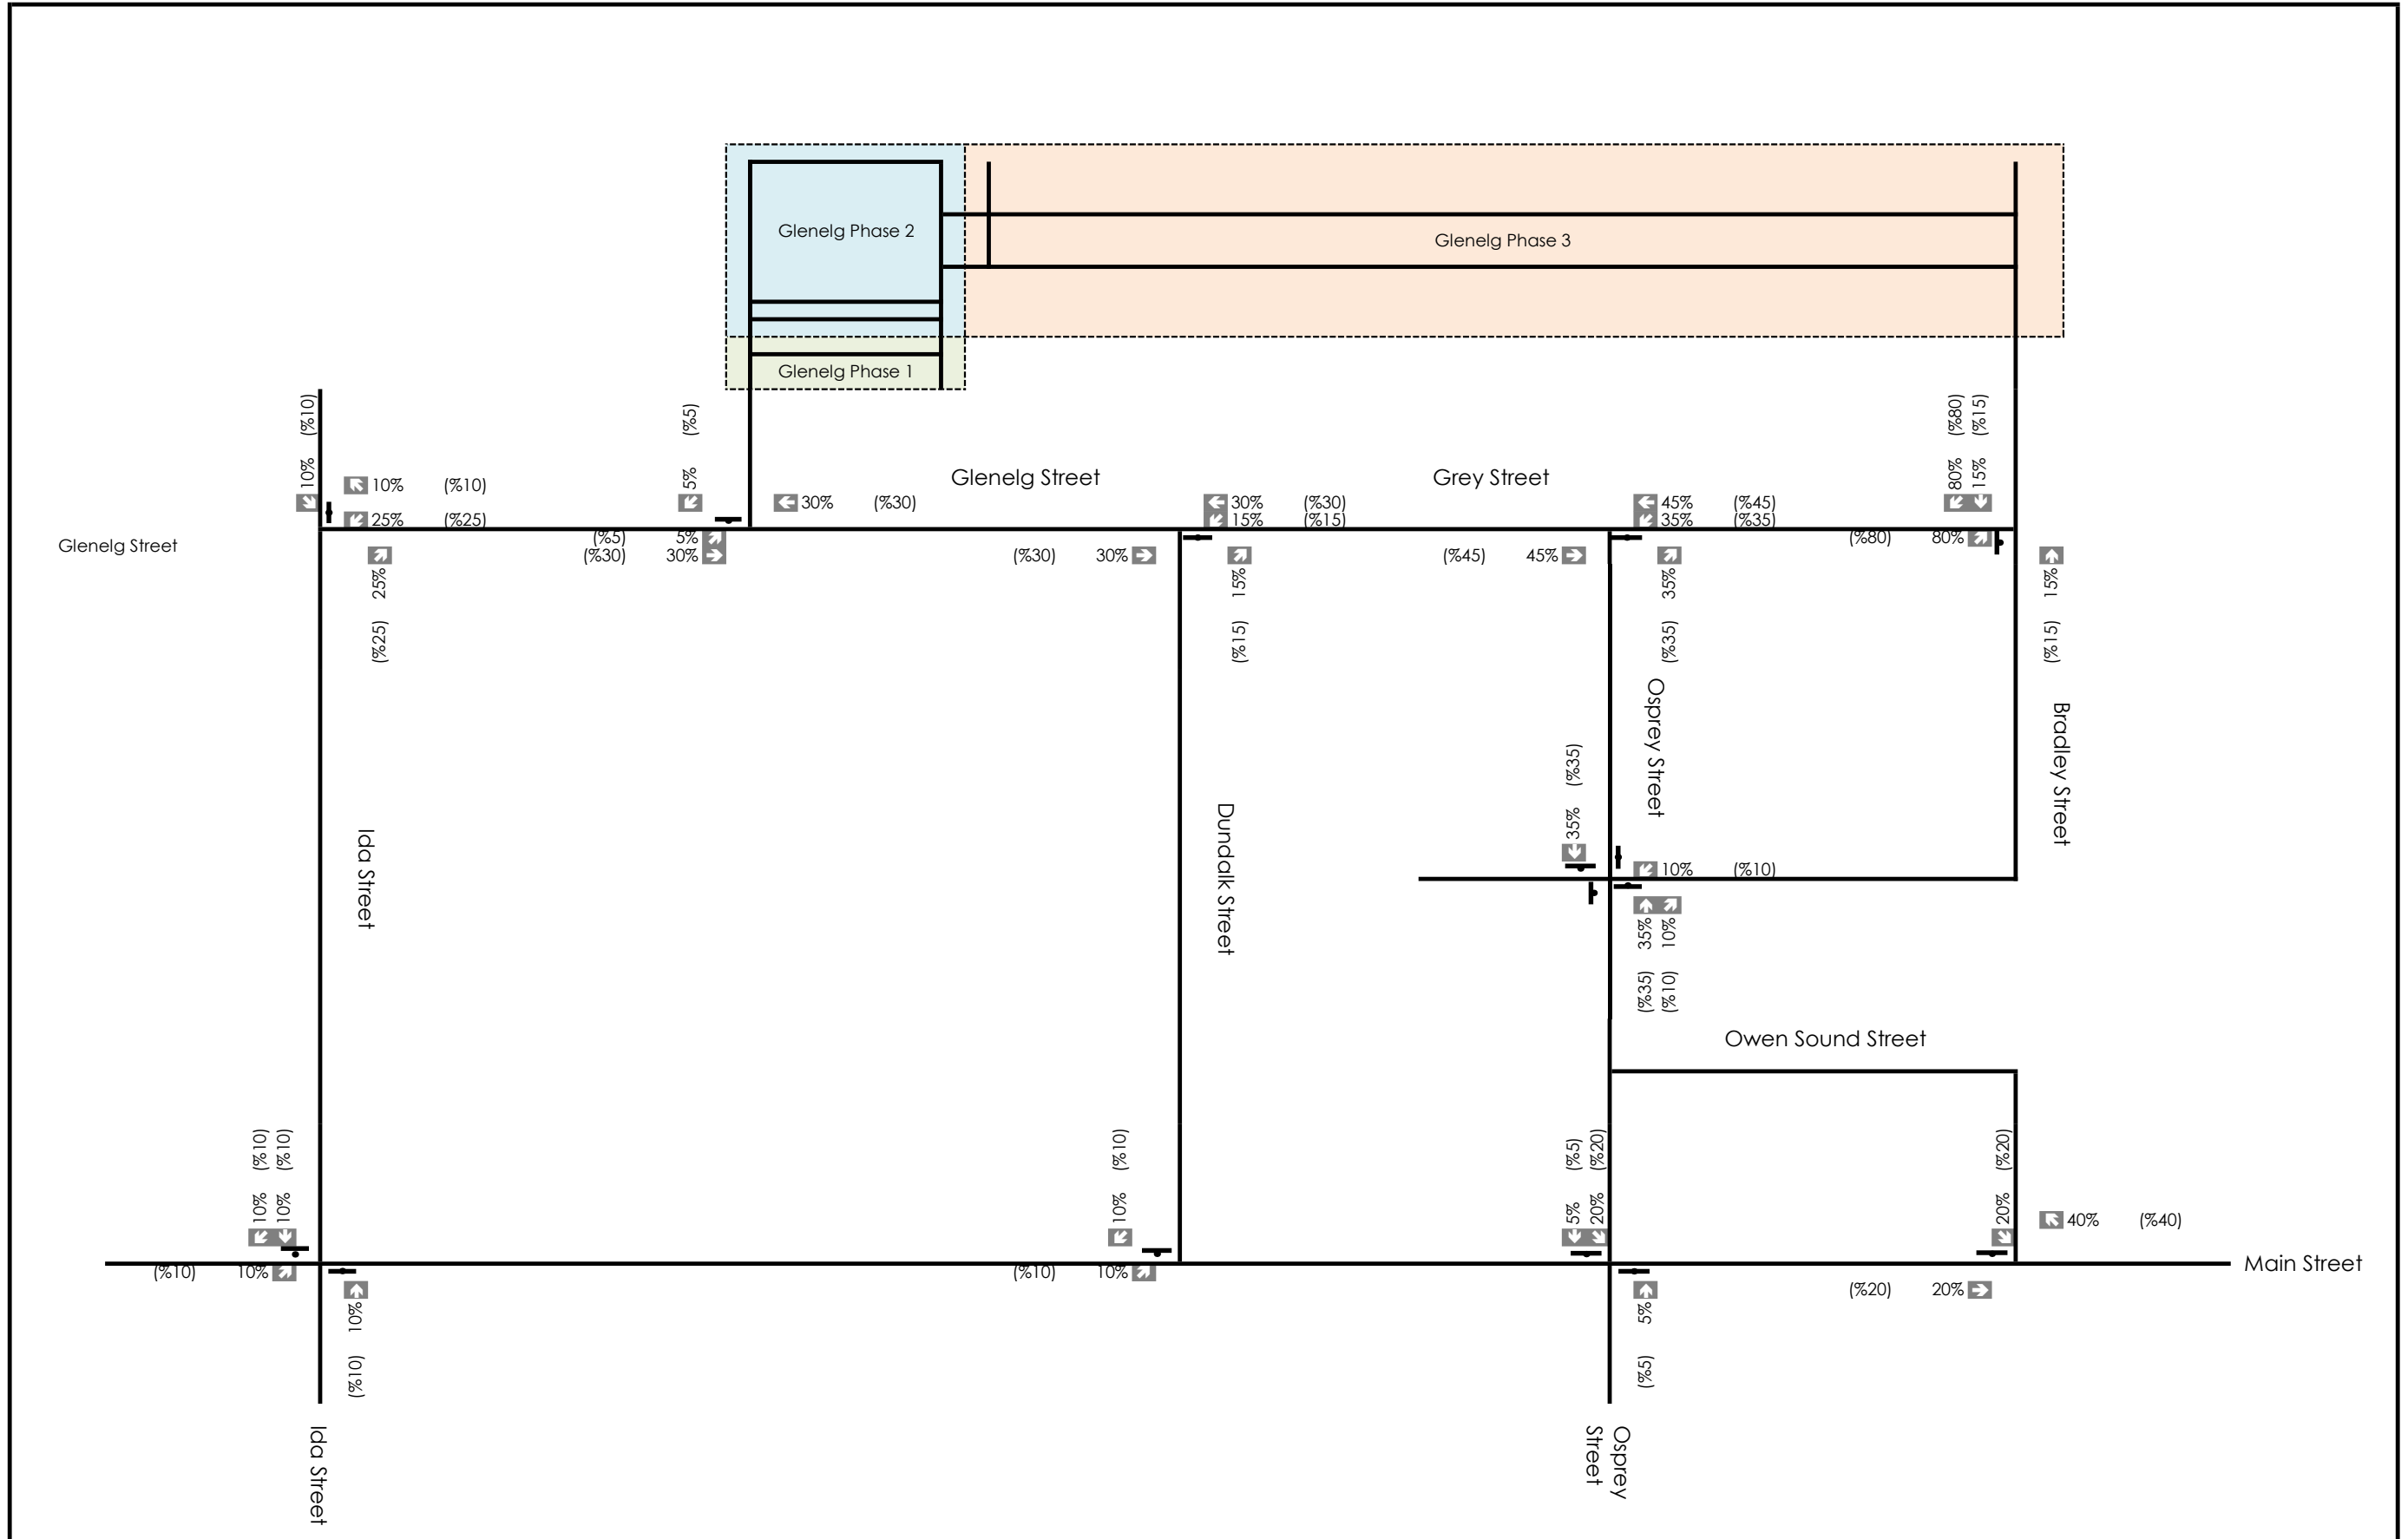 Glenelg Phase 2
Glenelg Phase 3
Glenelg Phase 1
10% (%10)
10% (%10)
25% (%25)
5% (%5)
30% (%30)
Glenelg Street
30% (%30)
15% (%15)
Grey Street
45% (%45)
35% (%35)
80% (%80)
15% (%15)
Glenelg Street
(%25) 25%
(%5) 5%
(%30) 30%
(%30) 30%
(%15) 15%
(%45) 45%
(%35) 35%
(%80) 80%
(%15) 15%
Ida Street
Dundalk Street
Osprey Street
Bradley Street
35% (%35)
10% (%10)
(%35) 35%
(%10) 10%
Owen Sound Street
10% (%10)
10% (%10)
10% (%10)
5% (%5)
20% (%20)
20% (%20)
40% (%40)
Main Street
(%10) 10%
10% (%10)
(%10) 10%
(%5) 5%
(%20) 20%
Ida Street
Osprey
Street